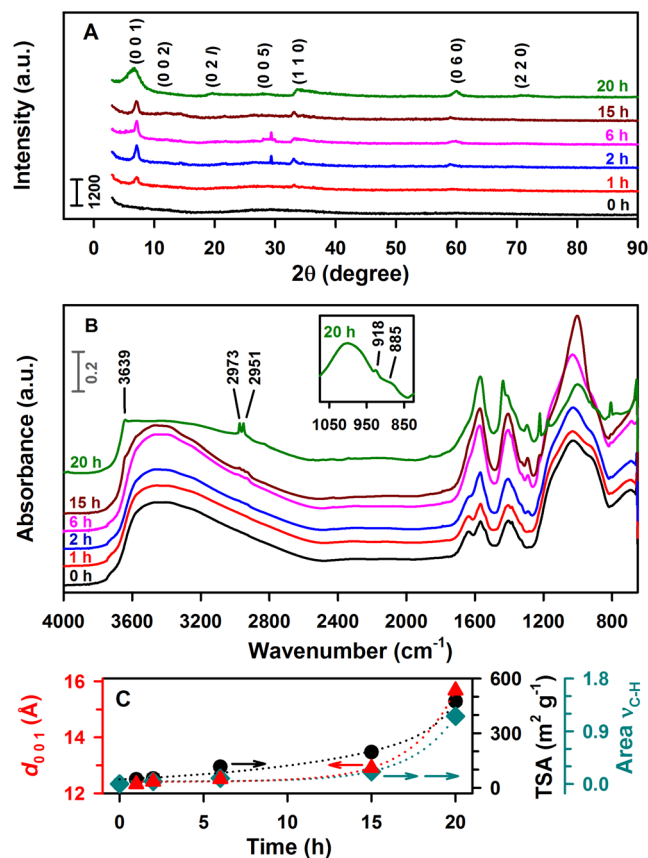 A
(0 0 1)
(0 0 2)
(0 2 l)
(0 0 5)
(1 1 0)
(0 6 0)
(2 2 0)
20 h
15 h
6 h
2 h
1 h
0 h
1200
Intensity (a.u.)
0 10 20 30 40 50 60 70 80 90
2θ (degree)
B
0.2
3639
2973
2951
20 h
918
885
1050 950 850
20 h
15 h
6 h
2 h
1 h
0 h
Absorbance (a.u.)
4000 3600 3200 2800 2400 2000 1600 1200 800
Wavenumber (cm-1)
C
16
15
14
13
12
d0 0 1 (Å)
600
400
200
0
TSA (m2 g-1)
1.8
0.9
0.0
Area νC-H
0 5 10 15 20
Time (h)